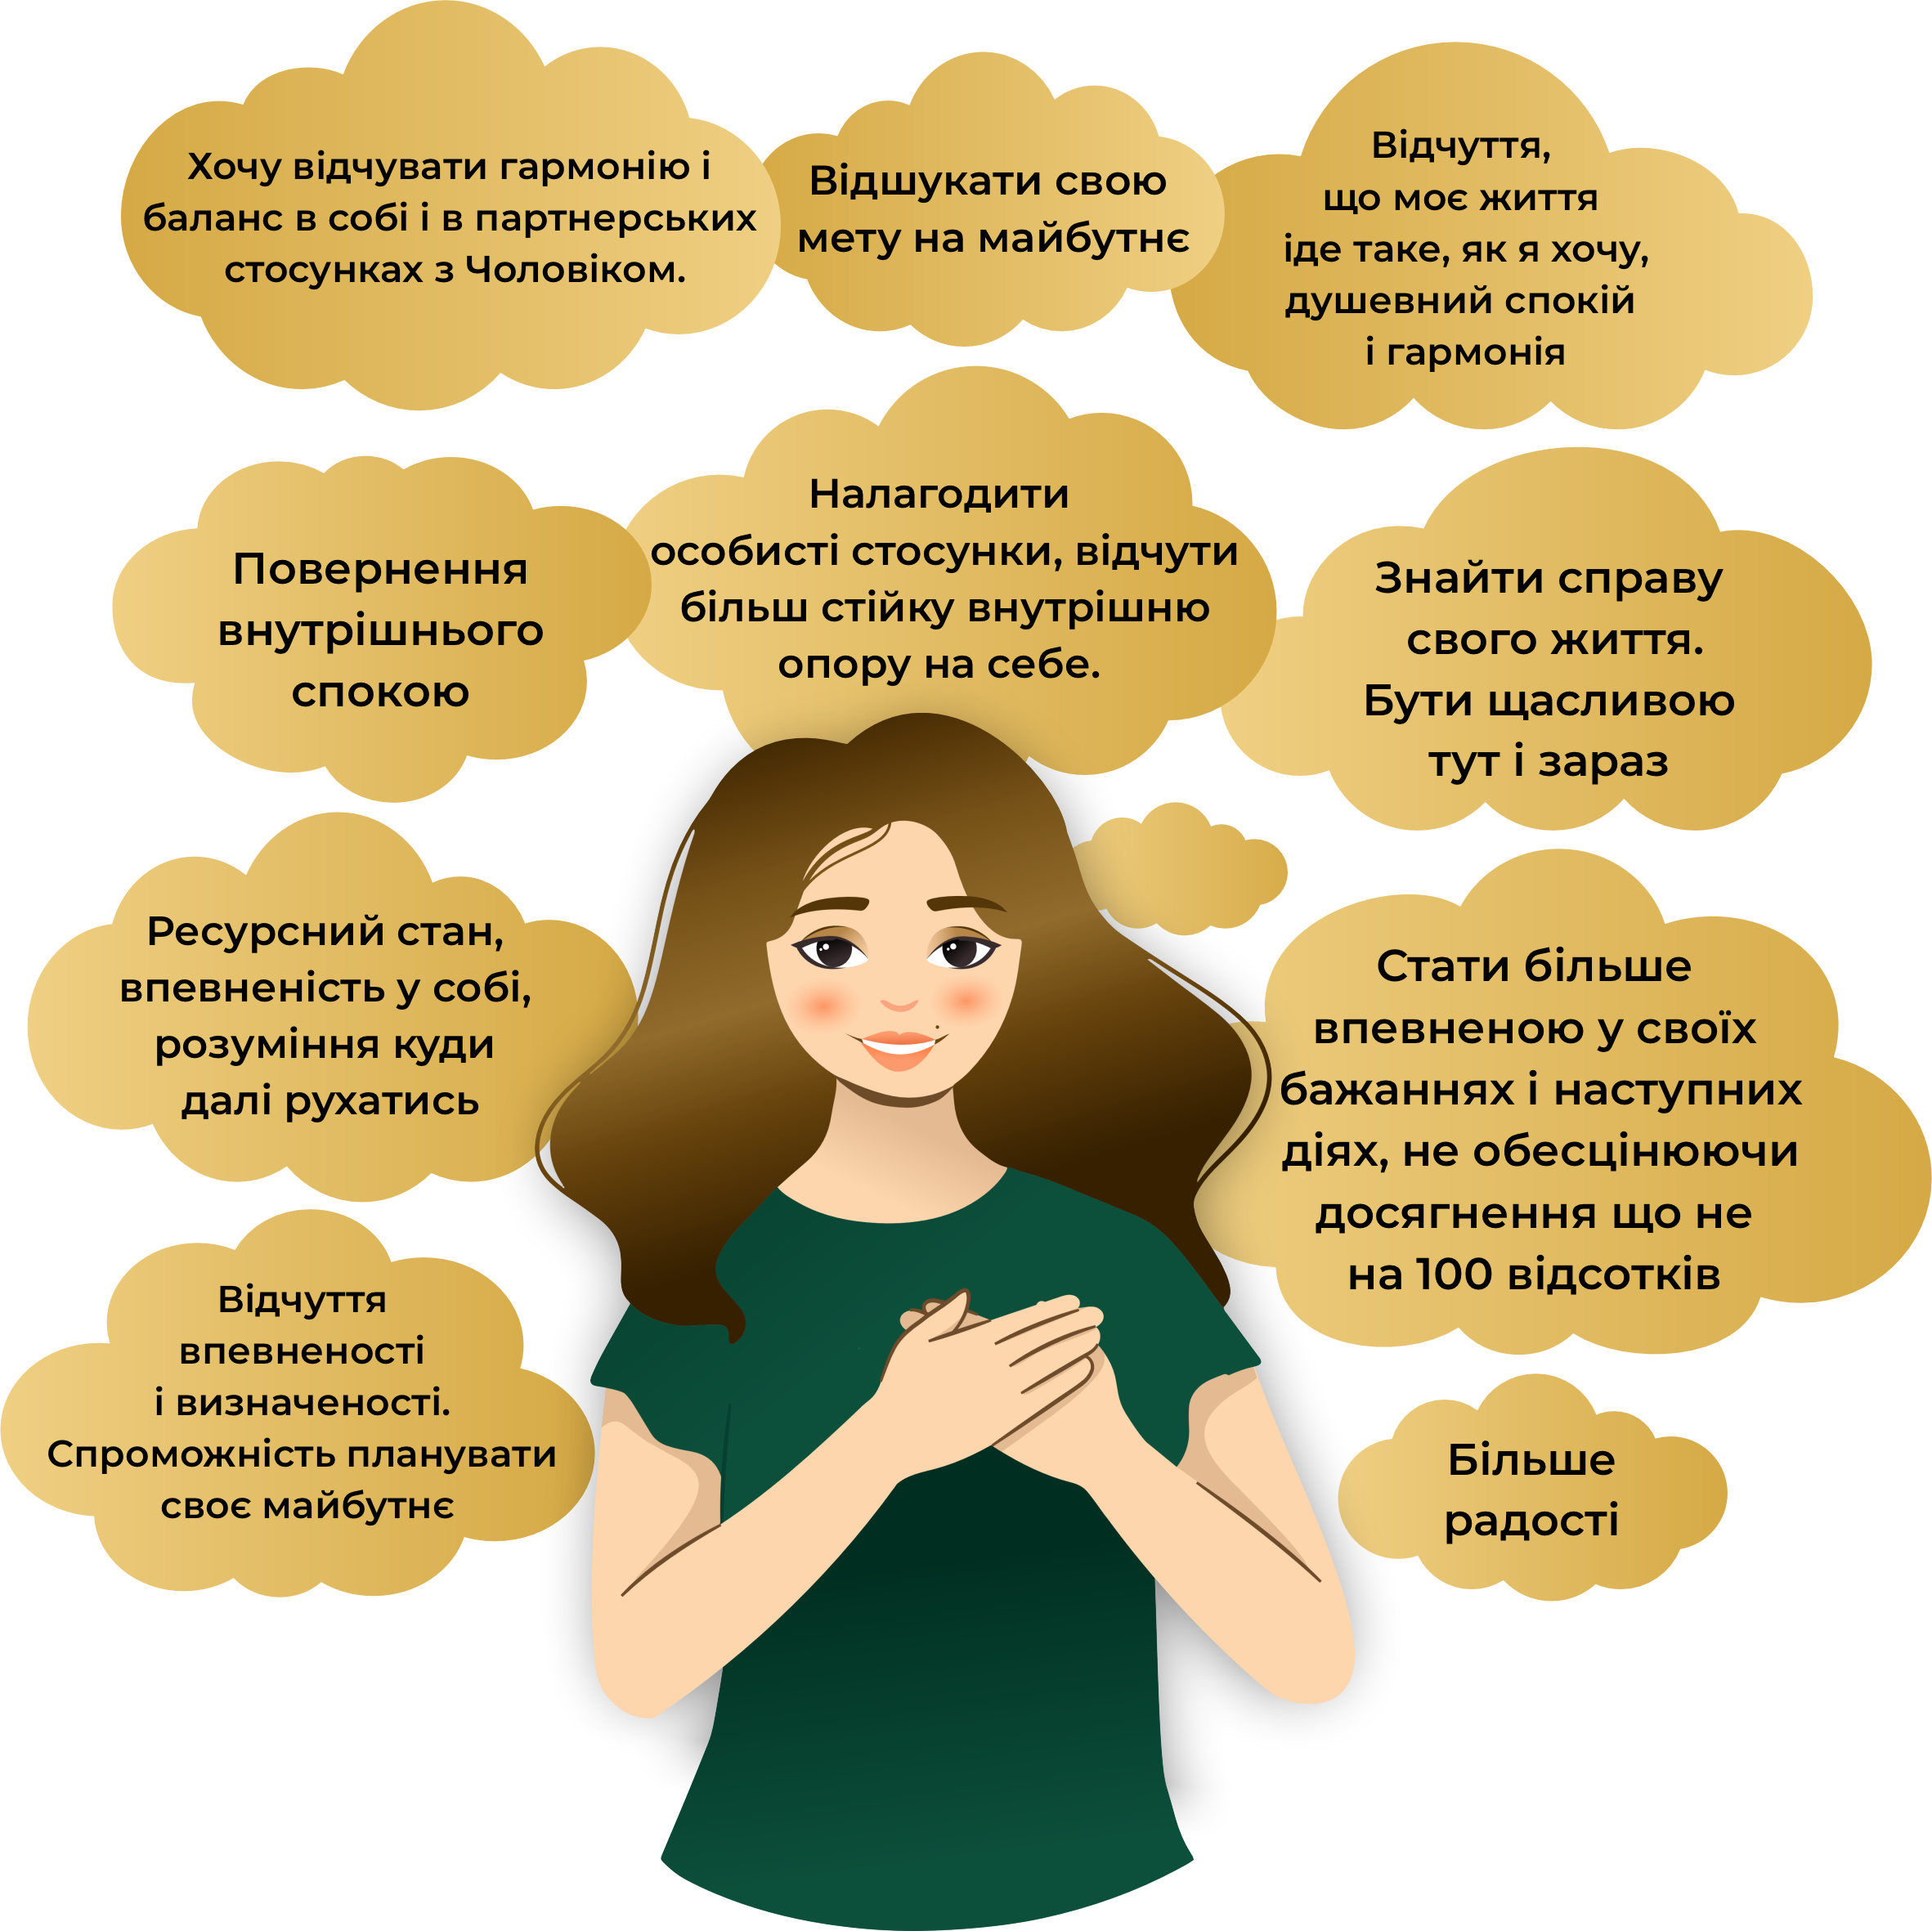 Хочу відчувати гармонію і
баланс в собі і в партнерських
стосунках з Чоловіком.
Відшукати свою
мету на майбутнє
Відчуття,
що моє життя
іде таке, як я хочу,
душевний спокій
і гармонія
Повернення
внутрішнього
спокою
Налагодити
особисті стосунки, відчути
більш стійку внутрішню
опору на себе.
Знайти справу
свого життя.
Бути щасливою
тут і зараз
Ресурсний стан,
впевненість у собі,
розуміння куди
далі рухатись
Стати більше
впевненою у своїх
бажаннях і наступних
діях, не обесцінюючи
досягнення що не
на 100 відсотків
Відчуття
впевненості
і визначеності.
Спроможність планувати
своє майбутнє
Більше
радості